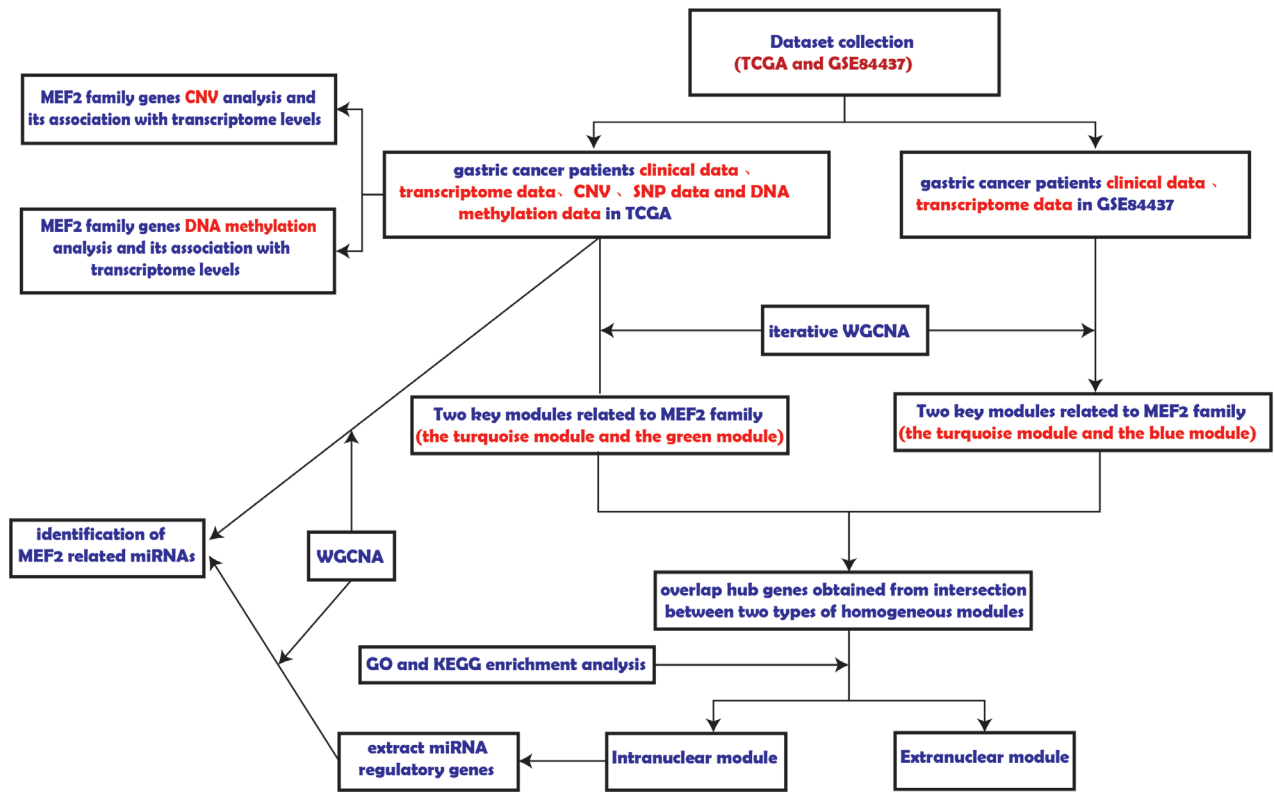 Dataset collection
(TCGA and GSE84437)
MEF2 family genes CNV analysis and
its association with transcriptome levels
gastric cancer patients clinical data 、
transcriptome data、CNV 、SNP data and DNA
methylation data in TCGA
gastric cancer patients clinical data 、
transcriptome data in GSE84437
MEF2 family genes DNA methylation
analysis and its association with
transcriptome levels
iterative WGCNA
Two key modules related to MEF2 family
(the turquoise module and the green module)
Two key modules related to MEF2 family
(the turquoise module and the blue module)
identification of
MEF2 related miRNAs
WGCNA
overlap hub genes obtained from intersection
between two types of homogeneous modules
GO and KEGG enrichment analysis
extract miRNA
regulatory genes
Intranuclear module
Extranuclear module